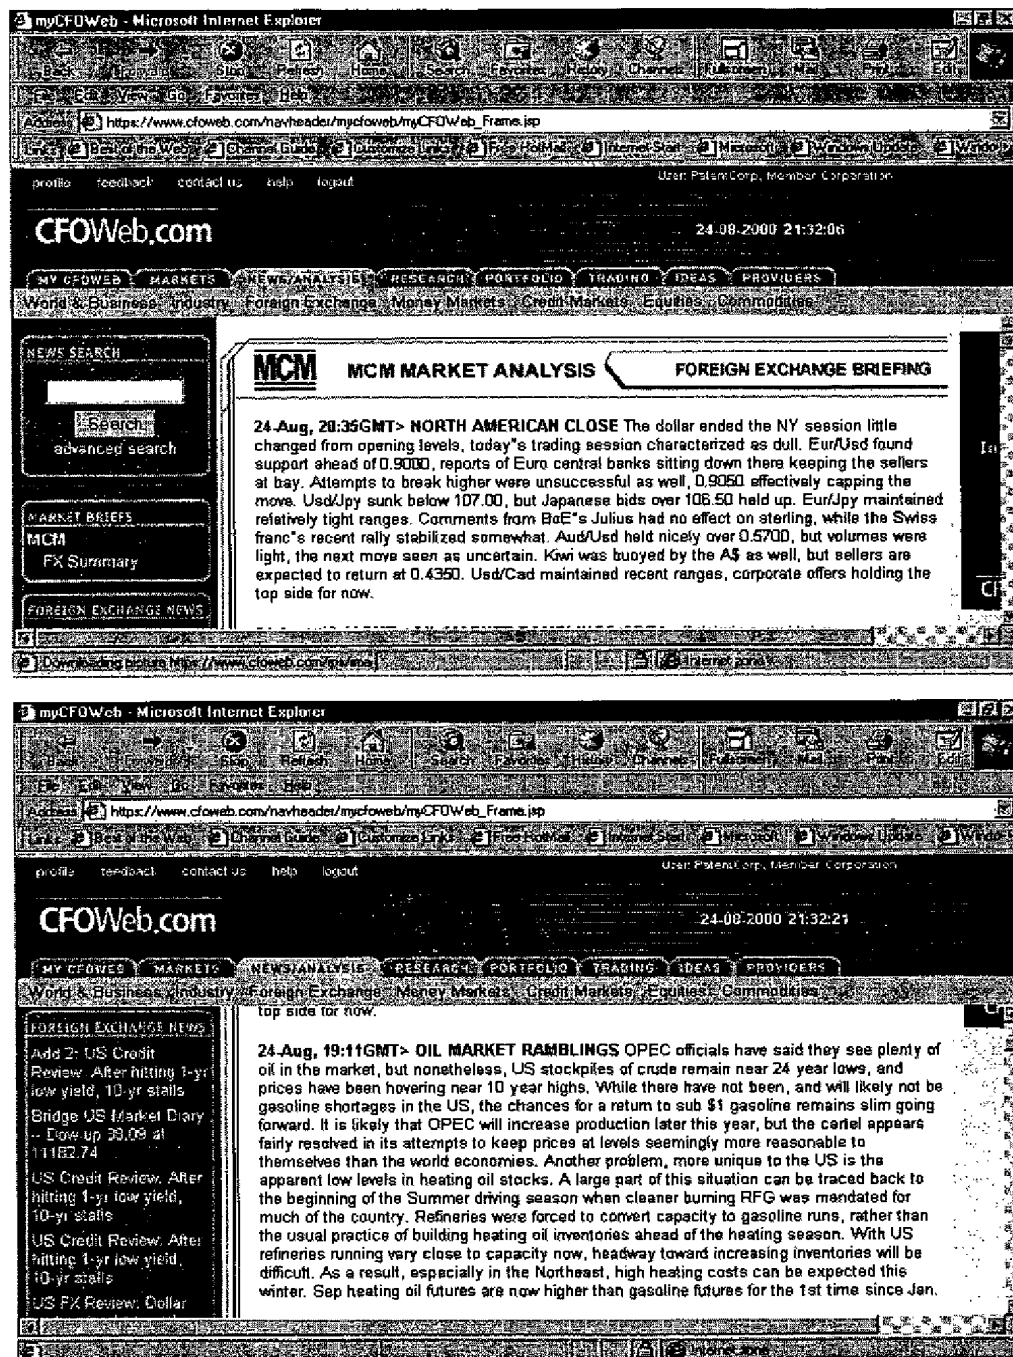 myCFOWeb - Microsoft Internet Explorer
Back Stop Refresh Home Search Favorites History Channels Fullscreen Mail Print Edit
File Edit View Go Favorites Help
Address https://www.cfoweb.com/navheader/mycfoweb/myCFOWeb_Frame.jsp
Links Best of the Web Channel Guide Customize Links Free HotMail Internet Start Microsoft Windows Update Window
profile feedback contact us help logout User: PatentCorp, Member Corporation
CFOWeb.com 24-08-2000 21:32:06
MY CFOWEB MARKETS NEWS/ANALYSIS RESEARCH PORTFOLIO TRADING IDEAS PROVIDERS
World & Business Industry Foreign Exchange Money Markets Credit Markets Equities Commodities
NEWS SEARCH
Search
advanced search
MARKET BRIEFS
MCM
FX Summary
FOREIGN EXCHANGE NEWS
MCM MCM MARKET ANALYSIS FOREIGN EXCHANGE BRIEFING
24-Aug, 20:35GMT> NORTH AMERICAN CLOSE The dollar ended the NY session little
changed from opening levels, today"s trading session characterized as dull. Eur/Usd found
support ahead of 0.9000, reports of Euro central banks sitting down there keeping the sellers
at bay. Attempts to break higher were unsuccessful as well, 0.9050 effectively capping the
move. Usd/Jpy sunk below 107.00, but Japanese bids over 106.50 held up. Eur/Jpy maintained
relatively tight ranges. Comments from BoE"s Julius had no effect on sterling, while the Swiss
franc"s recent rally stabilized somewhat. Aud/Usd held nicely over 0.5700, but volumes were
light, the next move seen as uncertain. Kiwi was buoyed by the A$ as well, but sellers are
expected to return at 0.4350. Usd/Cad maintained recent ranges, corporate offers holding the
top side for now.
Downloading picture https://www.cfoweb.com/ Internet zone
myCFOWeb - Microsoft Internet Explorer
Back Forward Stop Refresh Home Search Favorites History Channels Fullscreen Mail Print Edit
File Edit View Go Favorites Help
Address https://www.cfoweb.com/navheader/mycfoweb/myCFOWeb_Frame.jsp
Links Best of the Web Channel Guide Customize Links Free HotMail Internet Start Microsoft Windows Update Window
profile feedback contact us help logout User: PatentCorp, Member Corporation
CFOWeb.com 24-08-2000 21:32:21
MY CFOWEB MARKETS NEWS/ANALYSIS RESEARCH PORTFOLIO TRADING IDEAS PROVIDERS
World & Business Industry Foreign Exchange Money Markets Credit Markets Equities Commodities
FOREIGN EXCHANGE NEWS
Add 2: US Credit
Review: After hitting 1-yr
low yield, 10-yr stalls
Bridge US Market Diary
-- Dow up 38.09 at
11182.74
US Credit Review: After
hitting 1-yr low yield,
10-yr stalls
US Credit Review: After
hitting 1-yr low yield,
10-yr stalls
US FX Review: Dollar
top side for now.
24-Aug, 19:11GMT> OIL MARKET RAMBLINGS OPEC officials have said they see plenty of
oil in the market, but nonetheless, US stockpiles of crude remain near 24 year lows, and
prices have been hovering near 10 year highs. While there have not been, and will likely not be
gasoline shortages in the US, the chances for a return to sub $1 gasoline remains slim going
forward. It is likely that OPEC will increase production later this year, but the cartel appears
fairly resolved in its attempts to keep prices at levels seemingly more reasonable to
themselves than the world economies. Another problem, more unique to the US is the
apparent low levels in heating oil stocks. A large part of this situation can be traced back to
the beginning of the Summer driving season when cleaner burning RFG was mandated for
much of the country. Refineries were forced to convert capacity to gasoline runs, rather than
the usual practice of building heating oil inventories ahead of the heating season. With US
refineries running very close to capacity now, headway toward increasing inventories will be
difficult. As a result, especially in the Northeast, high heating costs can be expected this
winter. Sep heating oil futures are now higher than gasoline futures for the 1st time since Jan.
Internet zone